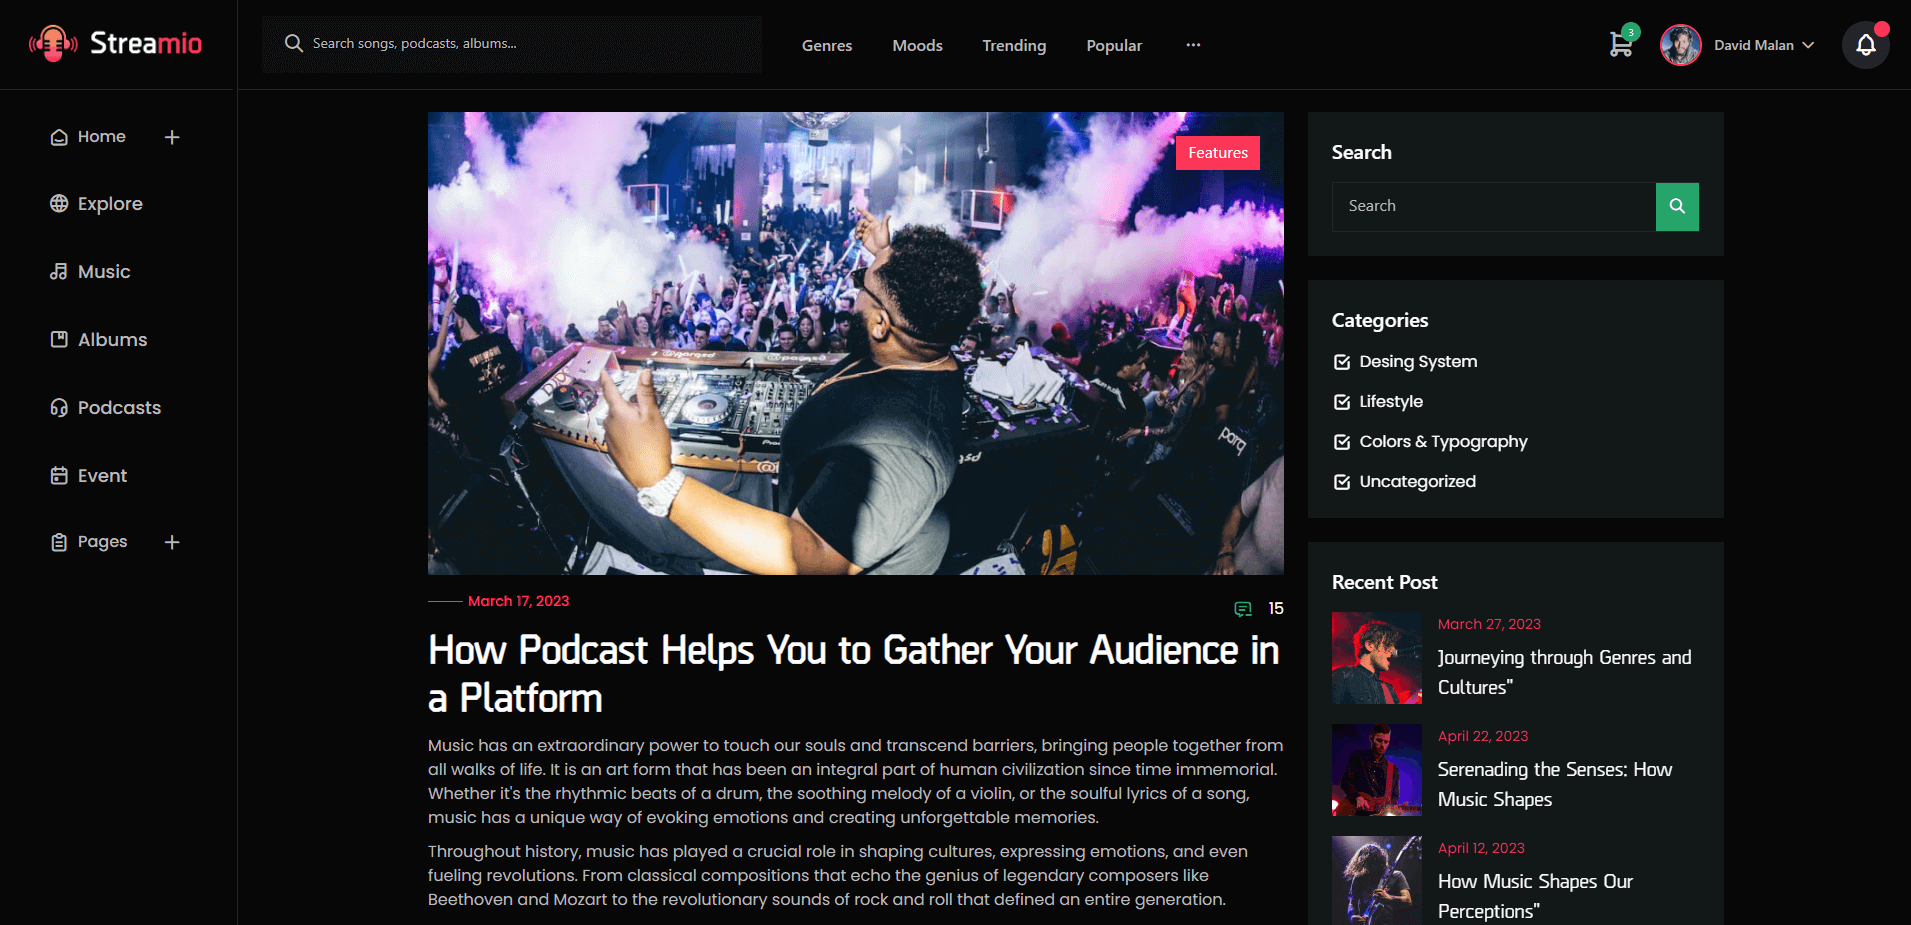 Streamio
Search songs, podcasts, albums...
Genres
Moods
Trending
Popular
3
David Malan
Home
Explore
Music
Albums
Podcasts
Event
Pages
Features
March 17, 2023
15
How Podcast Helps You to Gather Your Audience in
a Platform
Music has an extraordinary power to touch our souls and transcend barriers, bringing people together from
all walks of life. It is an art form that has been an integral part of human civilization since time immemorial.
Whether it's the rhythmic beats of a drum, the soothing melody of a violin, or the soulful lyrics of a song,
music has a unique way of evoking emotions and creating unforgettable memories.
Throughout history, music has played a crucial role in shaping cultures, expressing emotions, and even
fueling revolutions. From classical compositions that echo the genius of legendary composers like
Beethoven and Mozart to the revolutionary sounds of rock and roll that defined an entire generation.
Search
Search
Categories
Desing System
Lifestyle
Colors & Typography
Uncategorized
Recent Post
March 27, 2023
Journeying through Genres and
Cultures"
April 22, 2023
Serenading the Senses: How
Music Shapes
April 12, 2023
How Music Shapes Our
Perceptions"